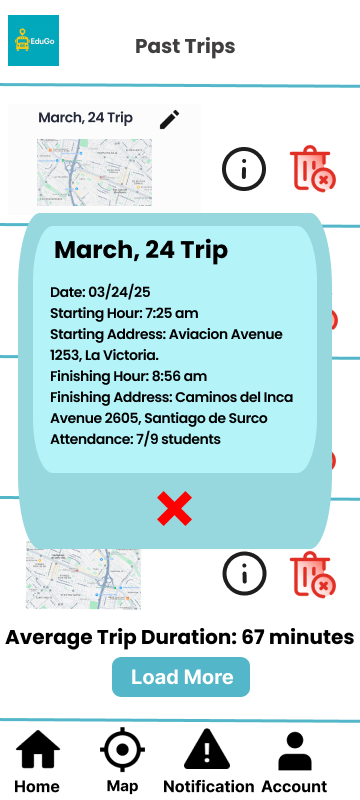 EduGo
Past Trips
March, 24 Trip
March, 24 Trip
Date: 03/24/25
Starting Hour: 7:25 am
Starting Address: Aviacion Avenue
1253, La Victoria.
Finishing Hour: 8:56 am
Finishing Address: Caminos del Inca
Avenue 2605, Santiago de Surco
Attendance: 7/9 students
Average Trip Duration: 67 minutes
Load More
Home
Map
Notification
Account